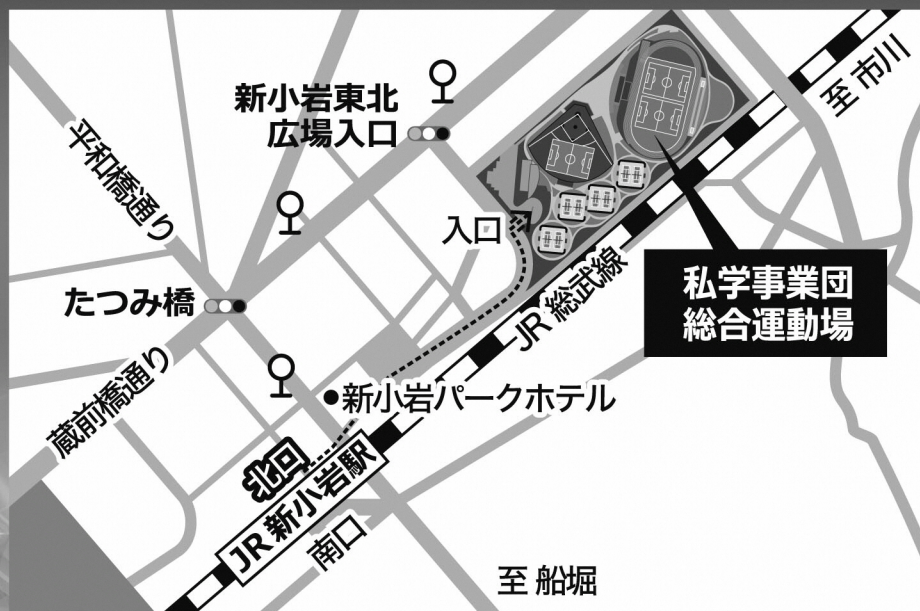 新小岩東北
広場入口
至 市川
平和橋通り
入口
私学事業団
総合運動場
たつみ橋
JR 総武線
蔵前橋通り
新小岩パークホテル
北口
JR 新小岩駅
南口
至 船堀